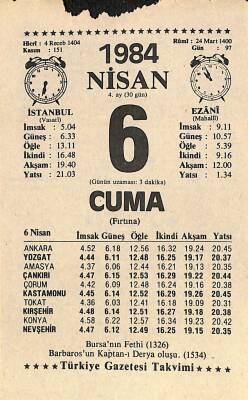 Hicrî : 4 Receb 1404
Kasım : 151
Rûmî : 24 Mart 1400
Gün : 97
1984
NİSAN
4. ay (30 gün)
İSTANBUL
(Vasatî)
İmsak : 5.04
Güneş : 6.33
Öğle : 13.11
İkindi : 16.48
Akşam : 19.40
Yatsı : 21.03
6
(Günün uzaması: 3 dakika)
EZÂNÎ
(Mahallî)
İmsak : 9.11
Güneş : 10.57
Öğle : 5.39
İkindi : 9.16
Akşam : 12.00
Yatsı : 1.34
CUMA
(Fırtına)
6 Nisan İmsak Güneş Öğle İkindi Akşam Yatsı
ANKARA 4.52 6.18 12.56 16.32 19.24 20.45
YOZGAT 4.44 6.11 12.48 16.25 19.17 20.37
AMASYA 4.37 6.06 12.44 16.21 19.13 20.35
ÇANKIRI 4.47 6.15 12.53 16.29 19.22 20.44
ÇORUM 4.42 6.09 12.48 16.24 19.16 20.38
KASTAMONU 4.45 6.14 12.52 16.29 19.26 20.45
TOKAT 4.36 6.03 12.41 16.18 19.09 20.31
KIRŞEHİR 4.48 6.14 12.51 16.27 19.18 20.38
KONYA 4.58 6.22 12.57 16.34 19.23 20.42
NEVŞEHİR 4.47 6.12 12.49 16.25 19.15 20.35
Bursa'nın Fethi (1326)
Barbaros'un Kaptan-ı Derya oluşu. (1534)
Türkiye Gazetesi Takvimi